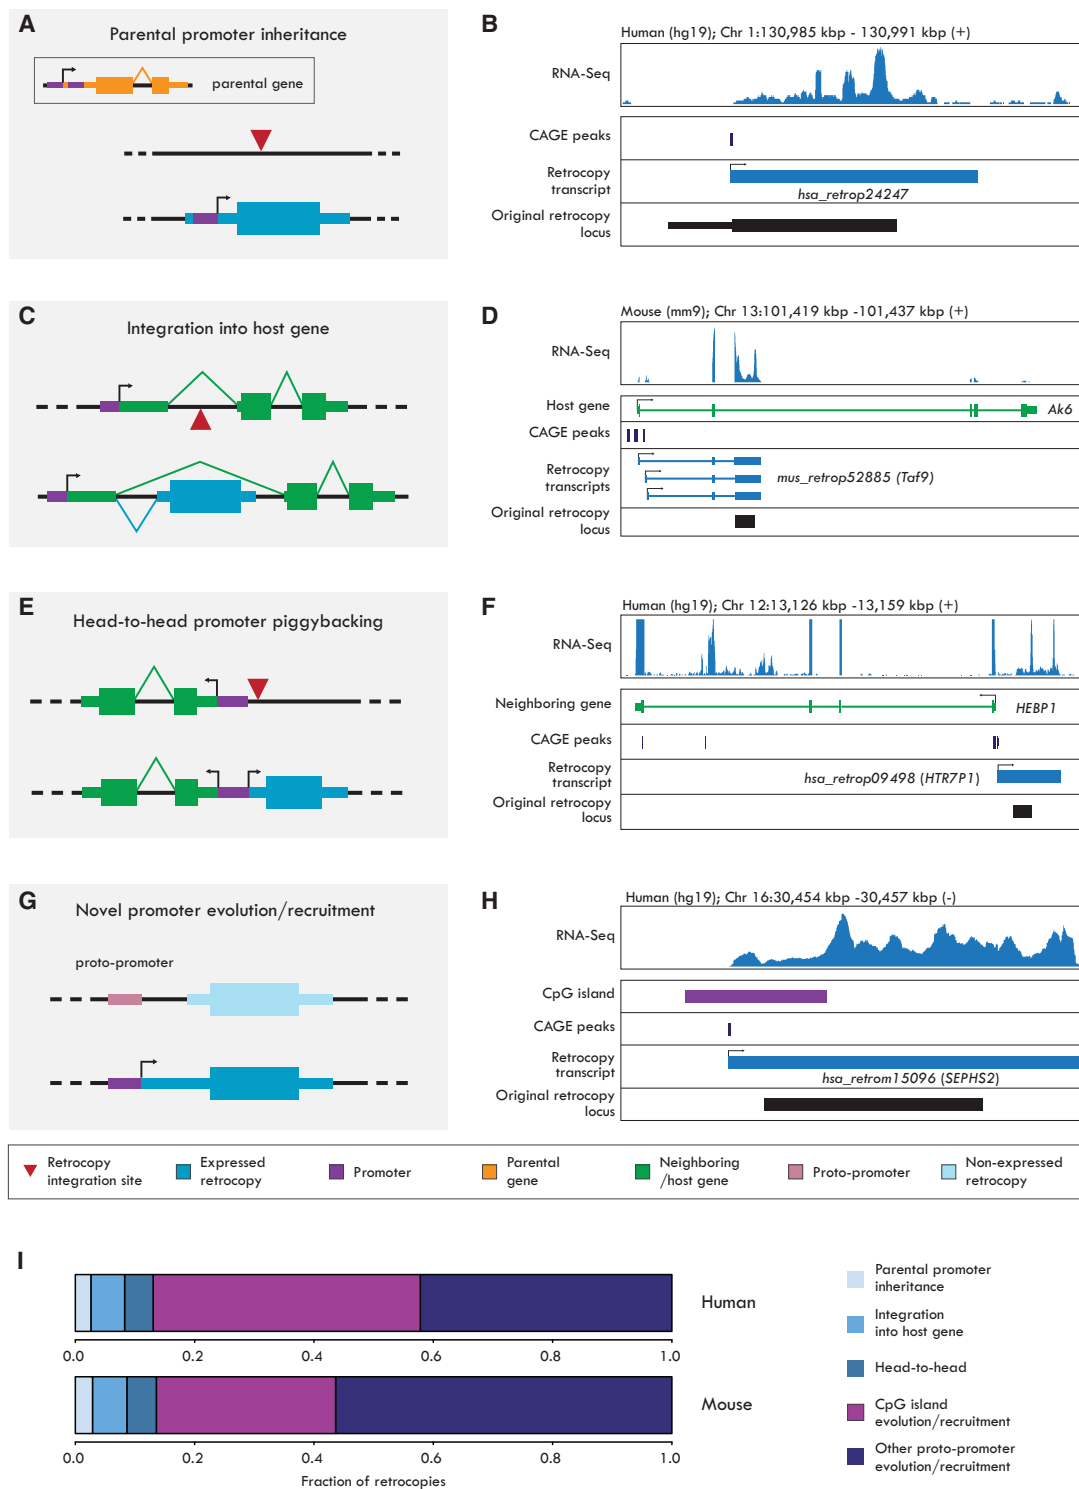 A
Parental promoter inheritance
parental gene
B
Human (hg19); Chr 1:130,985 kbp - 130,991 kbp (+)
RNA-Seq
CAGE peaks
Retrocopy
transcript
hsa_retrop24247
Original retrocopy
locus
C
Integration into host gene
D
Mouse (mm9); Chr 13:101,419 kbp -101,437 kbp (+)
RNA-Seq
Host gene
Ak6
CAGE peaks
Retrocopy
transcripts
mus_retrop52885 (Taf9)
Original retrocopy
locus
E
Head-to-head promoter piggybacking
F
Human (hg19); Chr 12:13,126 kbp -13,159 kbp (+)
RNA-Seq
Neighboring gene
HEBP1
CAGE peaks
Retrocopy
transcript
hsa_retrop09498 (HTR7P1)
Original retrocopy
locus
G
Novel promoter evolution/recruitment
proto-promoter
H
Human (hg19); Chr 16:30,454 kbp -30,457 kbp (-)
RNA-Seq
CpG island
CAGE peaks
Retrocopy
transcript
hsa_retrom15096 (SEPHS2)
Original retrocopy
locus
Retrocopy
integration site
Expressed
retrocopy
Promoter
Parental
gene
Neighboring
/host gene
Proto-promoter
Non-expressed
retrocopy
I
Human
0.0 0.2 0.4 0.6 0.8 1.0
Mouse
0.0 0.2 0.4 0.6 0.8 1.0
Fraction of retrocopies
Parental promoter
inheritance
Integration
into host gene
Head-to-head
CpG island
evolution/recruitment
Other proto-promoter
evolution/recruitment